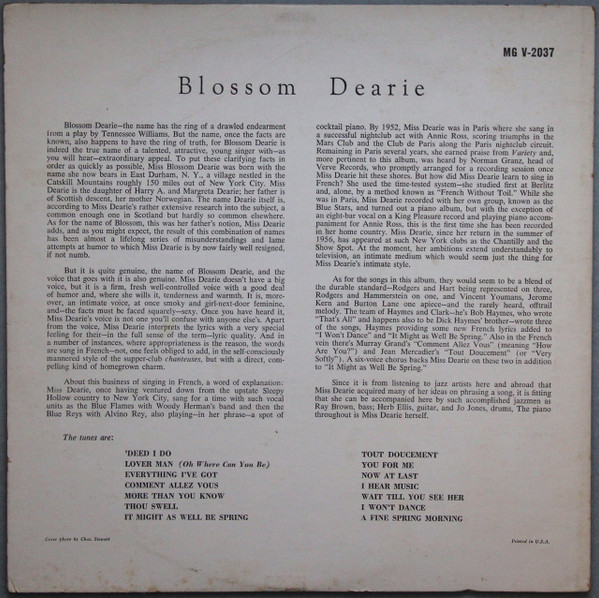 MG V-2037
Blossom Dearie
Blossom Dearie—the name has the ring of a drawled endearment
from a play by Tennessee Williams. But the name, once the facts are
known, also happens to have the ring of truth, for Blossom Dearie is
indeed the true name of a talented, attractive, young singer with—as
you will hear—extraordinary appeal. To put these clarifying facts in
order as quickly as possible, Miss Blossom Dearie was born with the
name she now bears in East Durham, N. Y., a village nestled in the
Catskill Mountains roughly 150 miles out of New York City. Miss
Dearie is the daughter of Harry A. and Margreta Dearie; her father is
of Scottish descent, her mother Norwegian. The name Dearie itself is,
according to Miss Dearie's rather extensive research into the subject, a
common enough one in Scotland but hardly so common elsewhere.
As for the name of Blossom, this was her father's notion, Miss Dearie
adds, and as you might expect, the result of this combination of names
has been almost a lifelong series of misunderstandings and lame
attempts at humor to which Miss Dearie is by now fairly well resigned,
if not numb.
But it is quite genuine, the name of Blossom Dearie, and the
voice that goes with it is also genuine. Miss Dearie doesn't have a big
voice, but it is a firm, fresh well-controlled voice with a good deal
of humor and, where she wills it, tenderness and warmth. It is, more-
over, an intimate voice, at once smoky and girl-next-door feminine,
and—the facts must be faced squarely—sexy. Once you have heard it,
Miss Dearie's voice is not one you'll confuse with anyone else's. Apart
from the voice, Miss Dearie interprets the lyrics with a very special
feeling for their—in the full sense of the term—lyric quality. And in
a number of instances, where appropriateness is the reason, the words
are sung in French—not, one feels obliged to add, in the self-consciously
mannered style of the supper-club chanteuses, but with a direct, com-
pelling kind of homegrown charm.
About this business of singing in French, a word of explanation:
Miss Dearie, once having ventured down from the upstate Sleepy
Hollow country to New York City, sang for a time with such vocal
units as the Blue Flames with Woody Herman's band and then the
Blue Reys with Alvino Rey, also playing—in her phrase—a spot of
cocktail piano. By 1952, Miss Dearie was in Paris where she sang in
a successful nightclub act with Annie Ross, scoring triumphs in the
Mars Club and the Club de Paris along the Paris nightclub circuit.
Remaining in Paris several years, she earned praise from Variety and,
more pertinent to this album, was heard by Norman Granz, head of
Verve Records, who promptly arranged for a recording session once
Miss Dearie hit these shores. But how did Miss Dearie learn to sing in
French? She used the time-tested system—she studied first at Berlitz
and, alone, by a method known as "French Without Toil." While she
was in Paris, Miss Dearie recorded with her own group, known as the
Blue Stars, and turned out a piano album, but with the exception of
an eight-bar vocal on a King Pleasure record and playing piano accom-
paniment for Annie Ross, this is the first time she has been recorded
in her home country. Miss Dearie, since her return in the summer of
1956, has appeared at such New York clubs as the Chantilly and the
Show Spot. At the moment, her ambitions extend understandably to
television, an intimate medium which would seem just the thing for
Miss Dearie's intimate style.
As for the songs in this album, they would seem to be a blend of
the durable standard—Rodgers and Hart being represented on three,
Rodgers and Hammerstein on one, and Vincent Youmans, Jerome
Kern and Burton Lane one apiece—and the rarely heard, offtrail
melody. The team of Haymes and Clark—he's Bob Haymes, who wrote
"That's All" and happens also to be Dick Haymes' brother—wrote three
of the songs, Haymes providing some new French lyrics added to
"I Won't Dance" and "It Might as Well Be Spring." Also in the French
vein there's Murray Grand's "Comment Allez Vous" (meaning "How
Are You?") and Jean Mercadier's "Tout Doucement" (or "Very
Softly"). A six-voice chorus backs Miss Dearie on these two in addition
to "It Might as Well Be Spring."
Since it is from listening to jazz artists here and abroad that
Miss Dearie acquired many of her ideas on phrasing a song, it is fitting
that she can be accompanied here by such accomplished jazzmen as
Ray Brown, bass; Herb Ellis, guitar, and Jo Jones, drums, The piano
throughout is Miss Dearie herself.
The tunes are:
'DEED I DO
LOVER MAN (Oh Where Can You Be)
EVERYTHING I'VE GOT
COMMENT ALLEZ VOUS
MORE THAN YOU KNOW
THOU SWELL
IT MIGHT AS WELL BE SPRING
TOUT DOUCEMENT
YOU FOR ME
NOW AT LAST
I HEAR MUSIC
WAIT TILL YOU SEE HER
I WON'T DANCE
A FINE SPRING MORNING
Cover photo by Chas. Stewart
Printed in U.S.A.